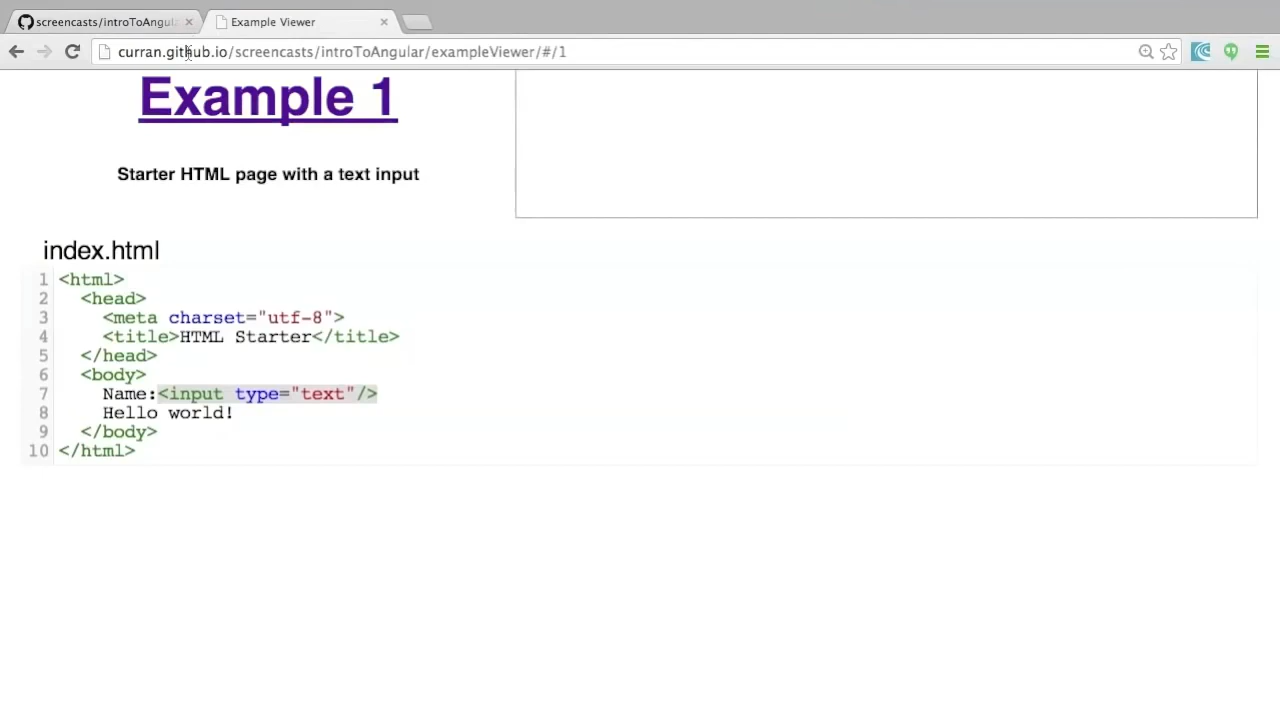 screencasts/introToAngula
Example Viewer
curran.github.io/screencasts/introToAngular/exampleViewer/#/1
Example 1
Starter HTML page with a text input
index.html
1 <html>
2 <head>
3 <meta charset="utf-8">
4 <title>HTML Starter</title>
5 </head>
6 <body>
7 Name:<input type="text"/>
8 Hello world!
9 </body>
10 </html>